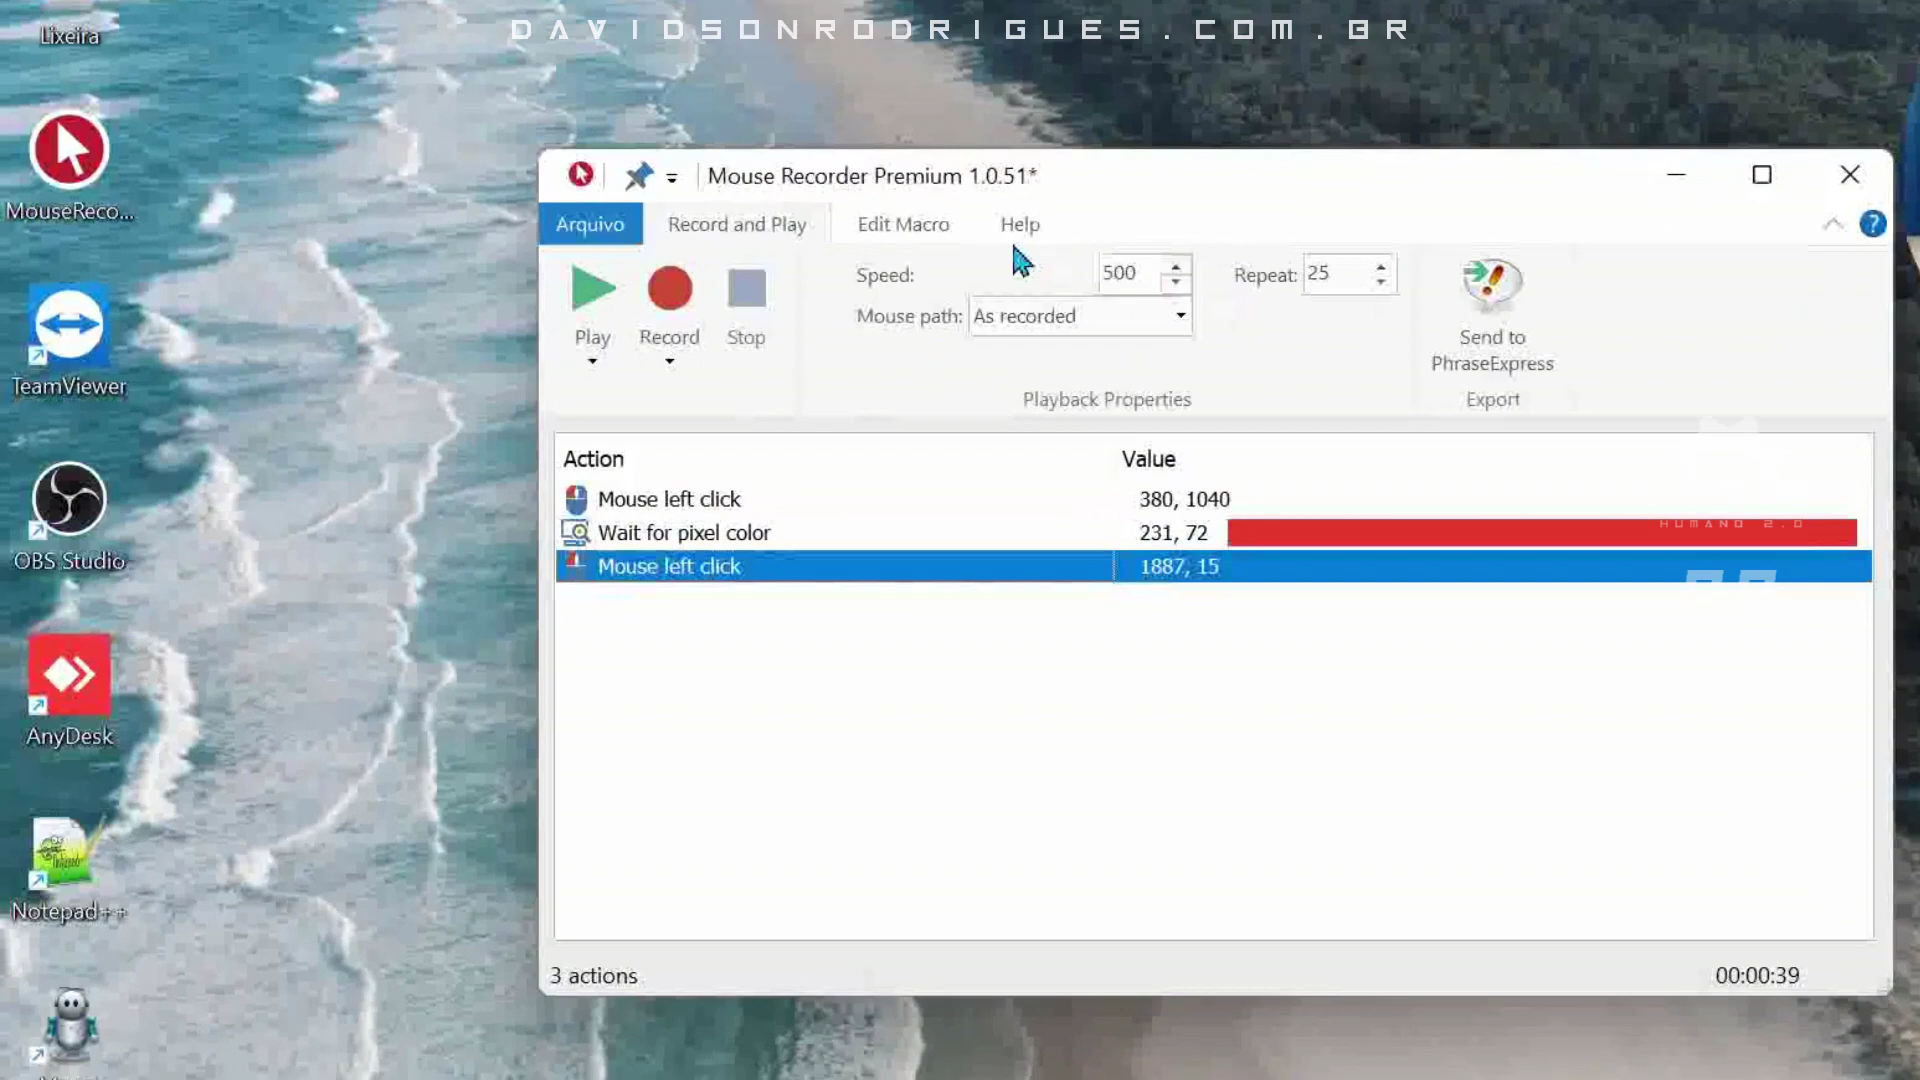 DAVIDSONRODRIGUES.COM.BR
Lixeira
MouseReco...
TeamViewer
OBS Studio
AnyDesk
Notepad++
Mouse Recorder Premium 1.0.51*
Arquivo Record and Play Edit Macro Help
Speed: 500 Repeat: 25
Mouse path: As recorded
Play Record Stop
Send to
PhraseExpress
Playback Properties Export
Action Value
Mouse left click 380, 1040
Wait for pixel color 231, 72
HUMANO 2.0
Mouse left click 1887, 15
3 actions 00:00:39